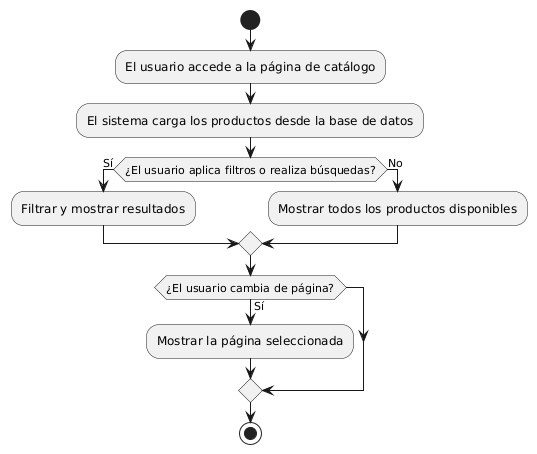 El usuario accede a la página de catálogo
El sistema carga los productos desde la base de datos
Sí
¿El usuario aplica filtros o realiza búsquedas?
No
Filtrar y mostrar resultados
Mostrar todos los productos disponibles
¿El usuario cambia de página?
Sí
Mostrar la página seleccionada